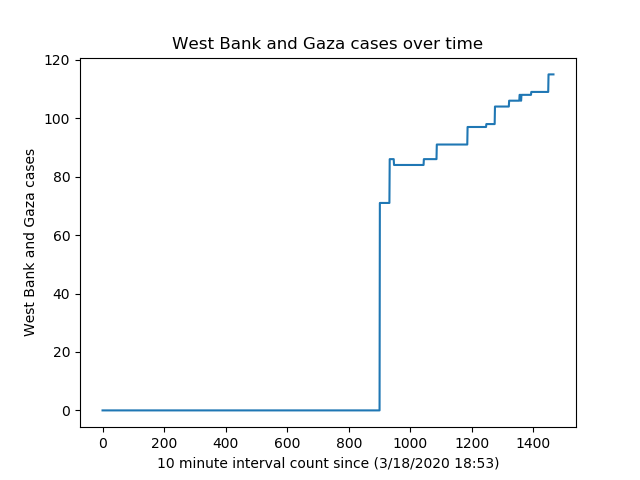 West Bank and Gaza cases over time
West Bank and Gaza cases
120
100
80
60
40
20
0
0 200 400 600 800 1000 1200 1400
10 minute interval count since (3/18/2020 18:53)